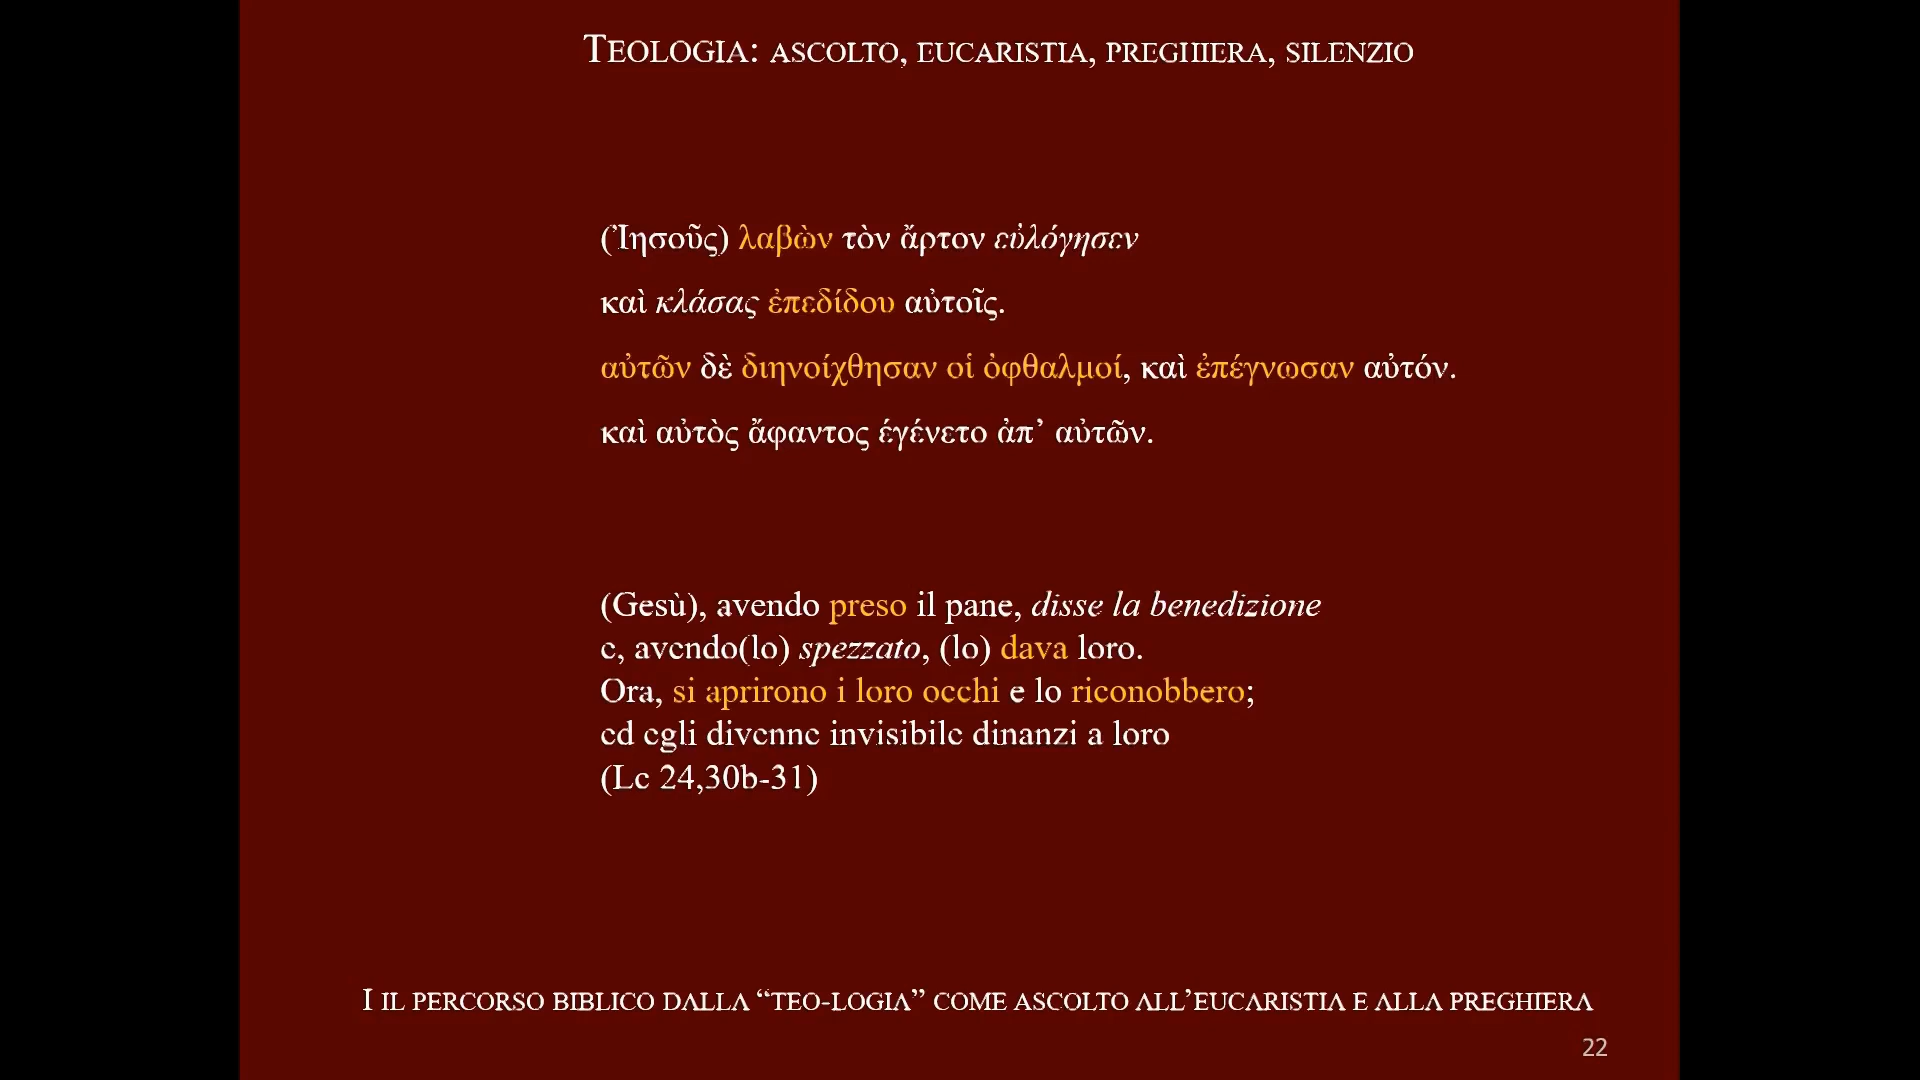 TEOLOGIA: ASCOLTO, EUCARISTIA, PREGHIERA, SILENZIO
(Ἰησοῦς) λαβὼν τὸν ἄρτον εὐλόγησεν
καὶ κλάσας ἐπεδίδου αὐτοῖς.
αὐτῶν δὲ διηνοίχθησαν οἱ ὀφθαλμοί, καὶ ἐπέγνωσαν αὐτόν.
καὶ αὐτὸς ἄφαντος ἐγένετο ἀπ’ αὐτῶν.
(Gesù), avendo preso il pane, disse la benedizione
e, avendo(lo) spezzato, (lo) dava loro.
Ora, si aprirono i loro occhi e lo riconobbero;
ed egli divenne invisibile dinanzi a loro
(Lc 24,30b-31)
I IL PERCORSO BIBLICO DALLA “TEO-LOGIA” COME ASCOLTO ALL’EUCARISTIA E ALLA PREGHIERA
22